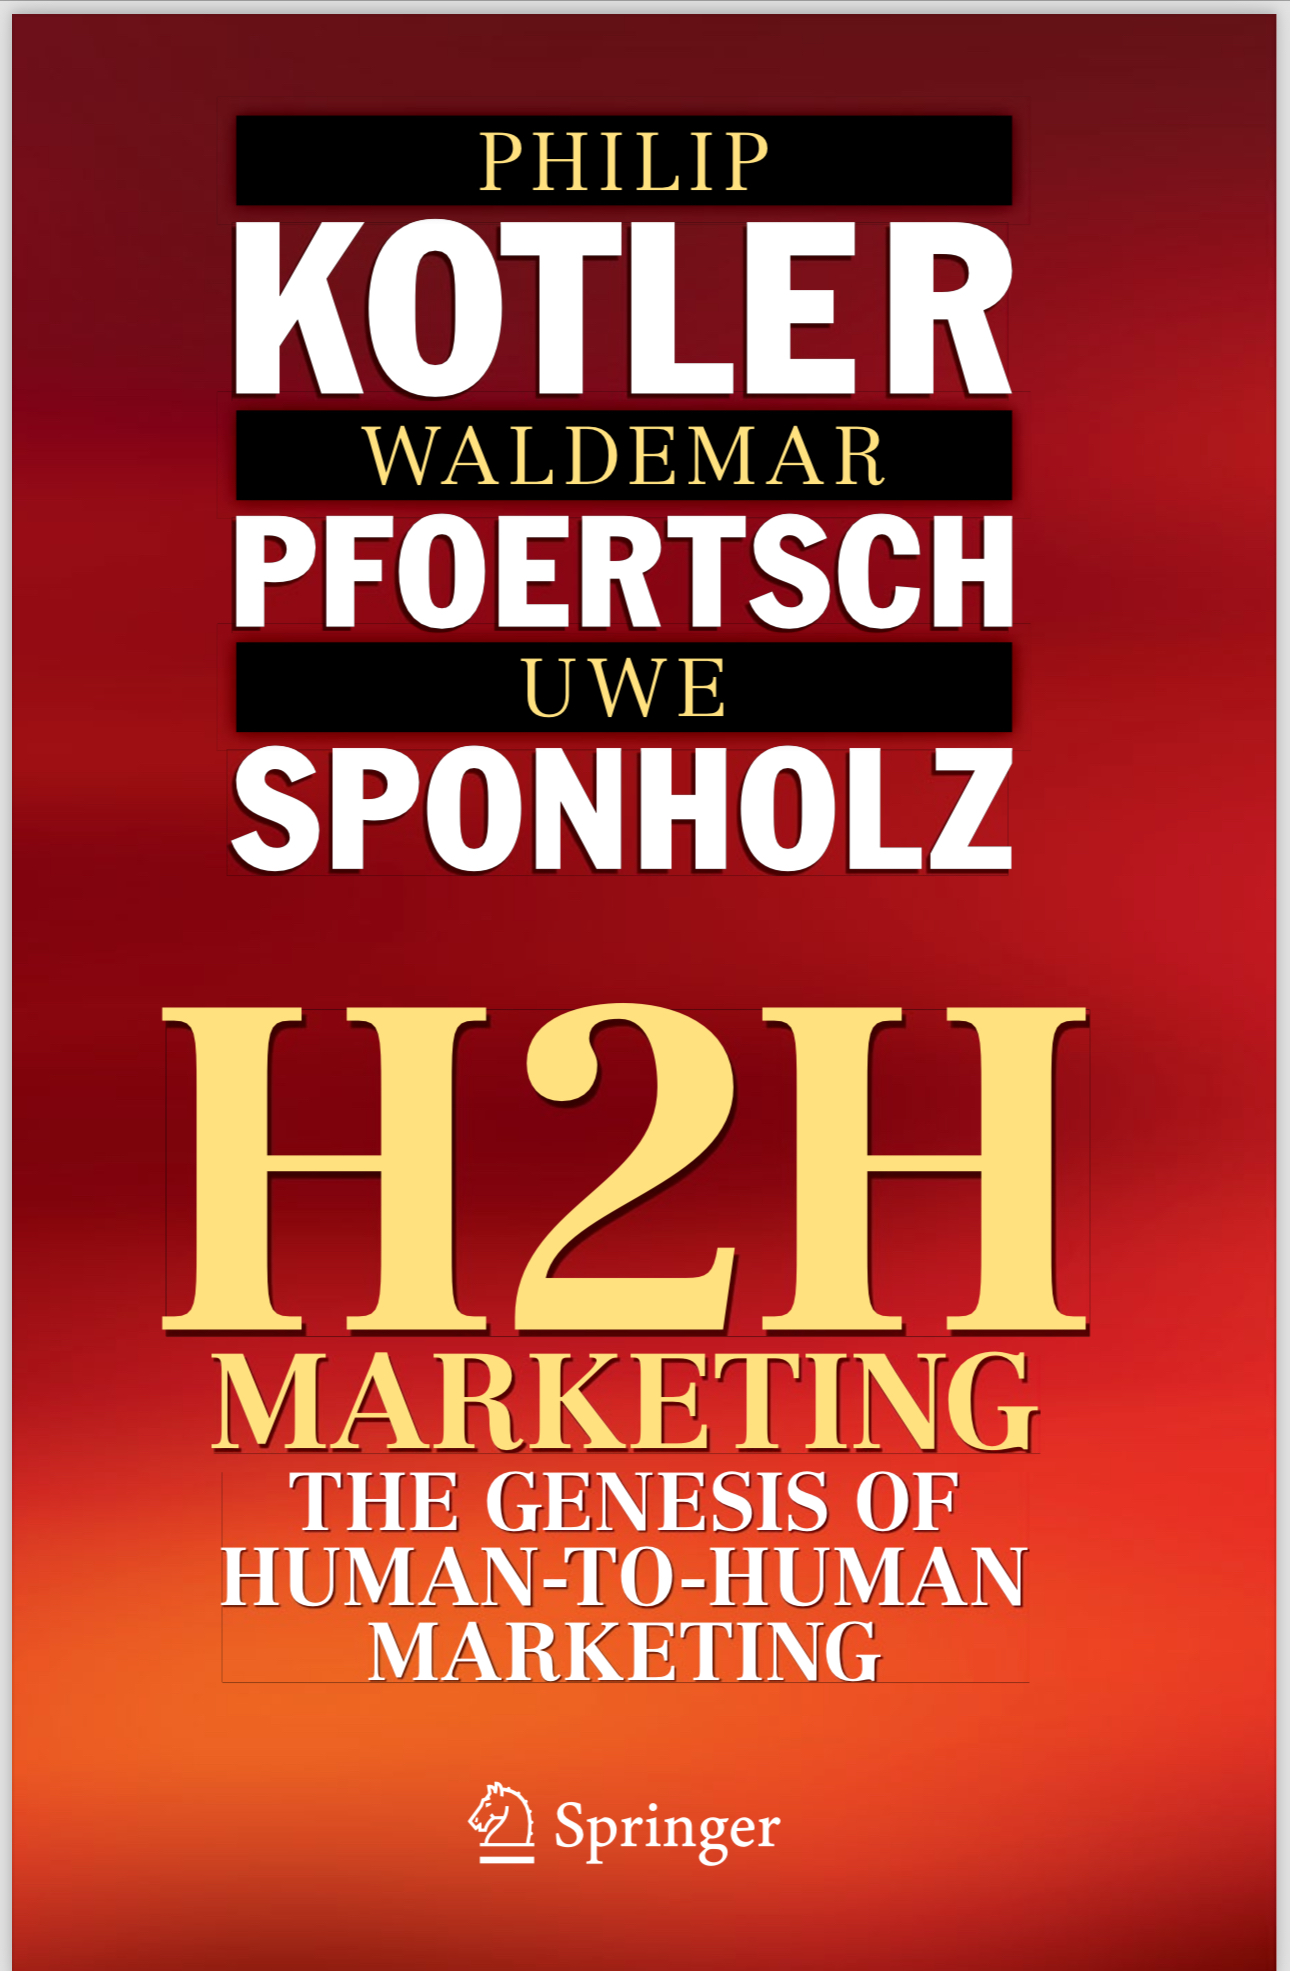 PHILIP
KOTLER
WALDEMAR
PFOERTSCH
UWE
SPONHOLZ
H2H
MARKETING
THE GENESIS OF
HUMAN-TO-HUMAN
MARKETING
Springer